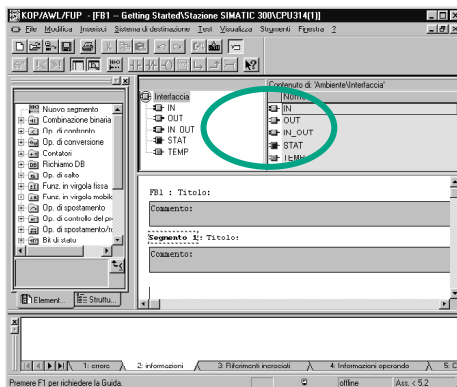 KOP/AWL/FUP - [FB1 -- Getting Started\Stazione SIMATIC 300\CPU314(1)]
File Modifica Inserisci Sistema di destinazione Test Visualizza Strumenti Finestra ?
Nuovo segmento
Combinazione binaria
Op. di confronto
Op. di conversione
Contatori
Richiamo DB
Op. di salto
Funz. in virgola fissa
Funz. in virgola mobile
Op. di spostamento
Op. di controllo del pr
Op. di spostamento/r
Bit di stato
Element...
Struttu...
Interfaccia
IN
OUT
IN_OUT
STAT
TEMP
Contenuto di: 'Ambiente\Interfaccia'
Nome
IN
OUT
IN_OUT
STAT
TEMP
FB1 : Titolo:
Commento:
Segmento 1: Titolo:
Commento:
1: errore
2: informazioni
3: Riferimenti incrociati
4: Informazioni operando
5: C
Premere F1 per richiedere la Guida.
offline
Ass. < 5.2